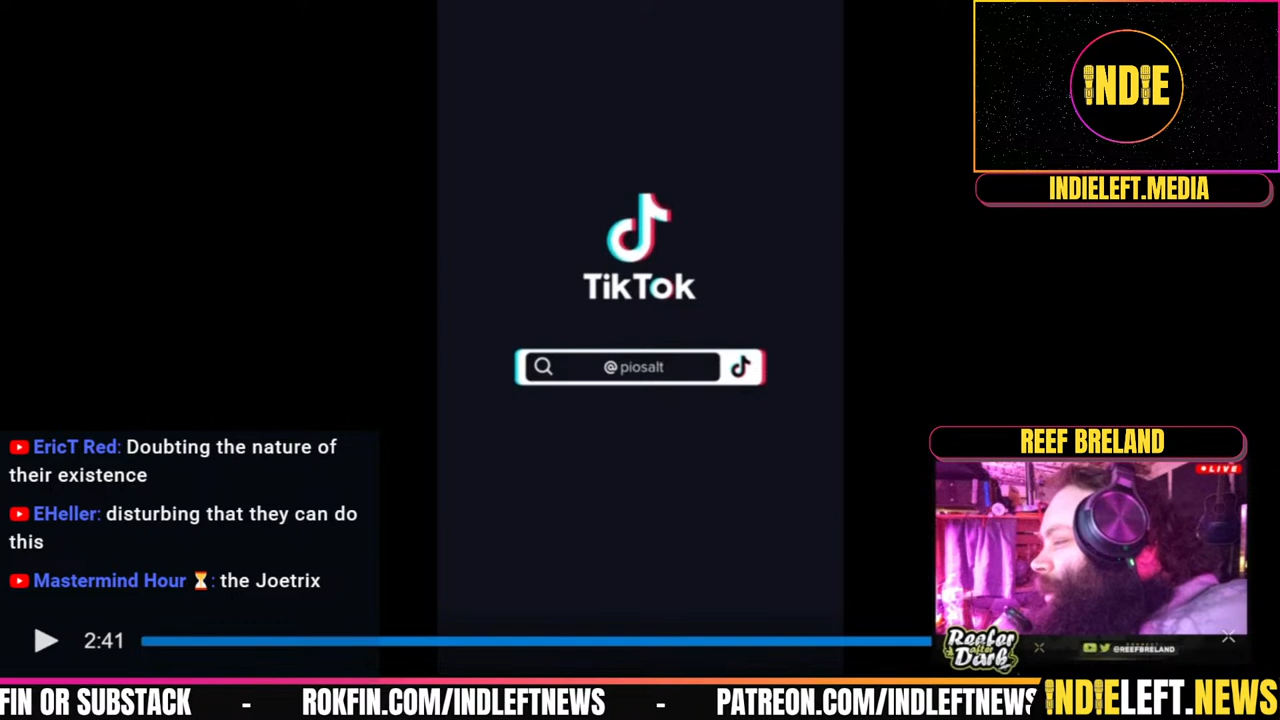 INDIE
INDIELEFT.MEDIA
TikTok
@piosalt
EricT Red: Doubting the nature of
their existence
EHeller: disturbing that they can do
this
Mastermind Hour ⏳: the Joetrix
2:41
REEF BRELAND
LIVE
Reefer
after
Dark
@REEFBRELAND
FIN OR SUBSTACK - ROKFIN.COM/INDLEFTNEWS - PATREON.COM/INDLEFTNEWS
INDIELEFT.NEWS